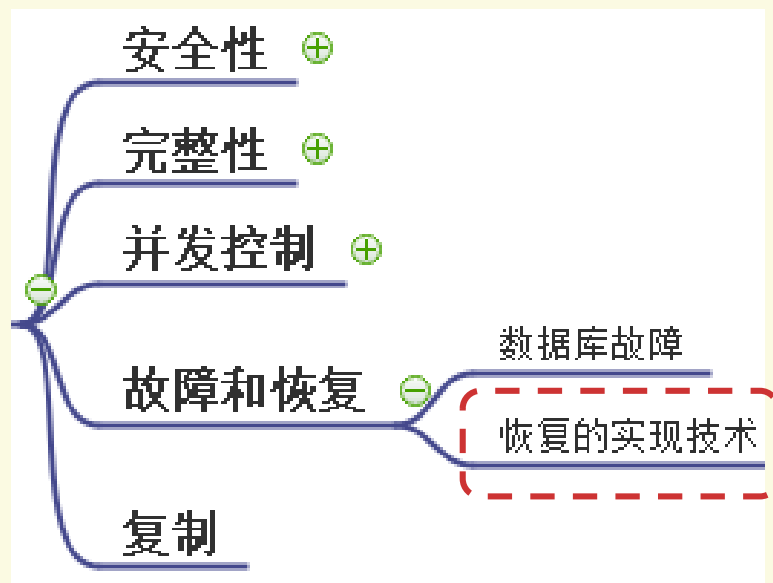 安全性
完整性
并发控制
故障和恢复
数据库故障
恢复的实现技术
复制